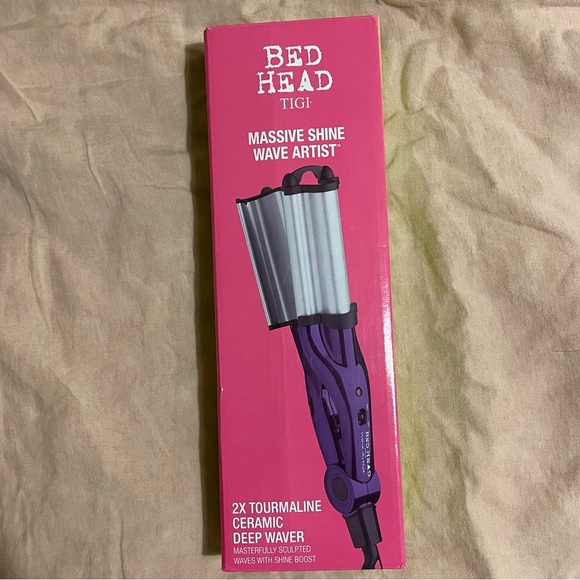 BED
HEAD
TIGI
MASSIVE SHINE
WAVE ARTIST™
2X TOURMALINE
CERAMIC
DEEP WAVER
MASTERFULLY SCULPTED
WAVES WITH SHINE BOOST
BED HEAD